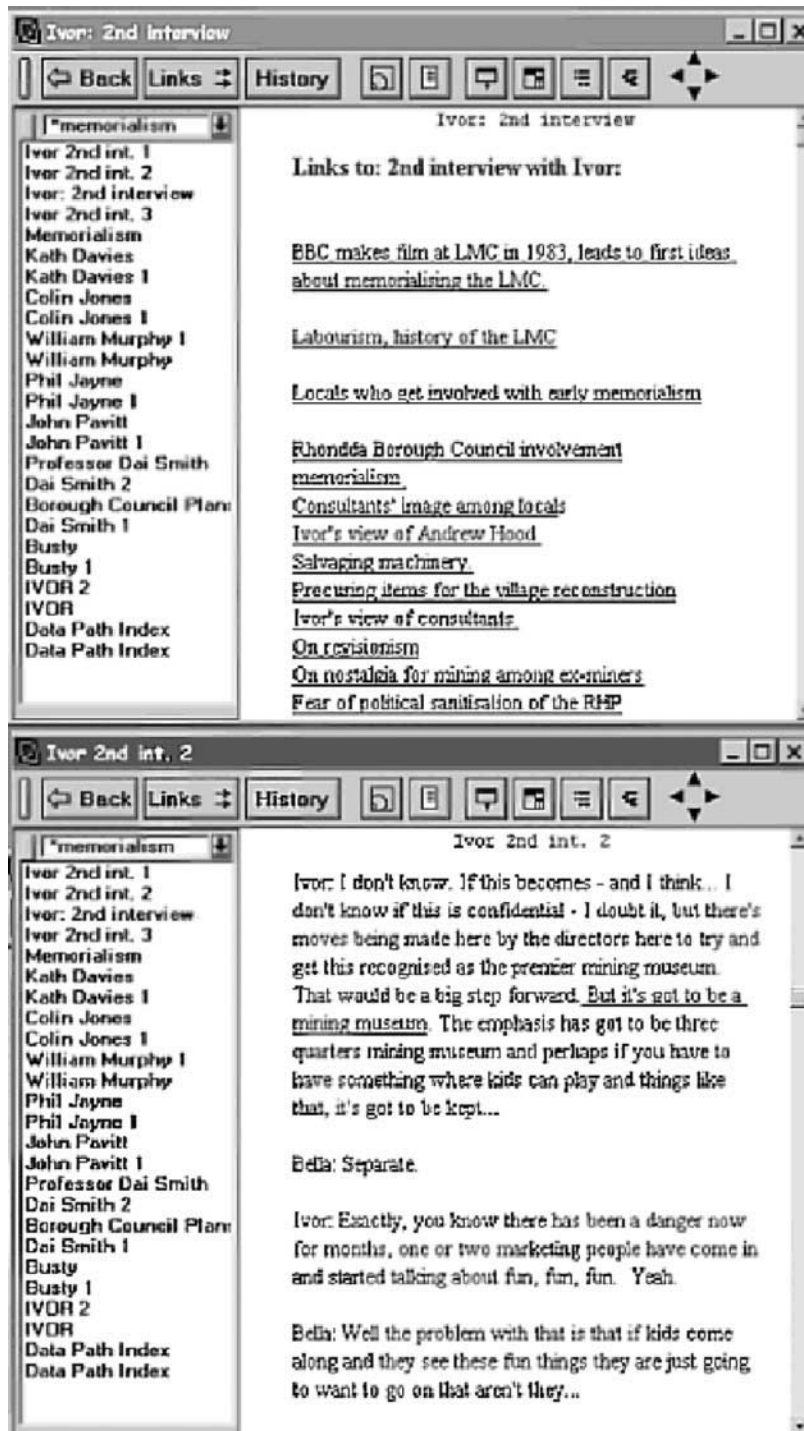 Ivor: 2nd interview
Back Links History
*memorialism
Ivor 2nd int. 1
Ivor 2nd int. 2
Ivor: 2nd interview
Ivor 2nd int. 3
Memorialism
Kath Davies
Kath Davies 1
Colin Jones
Colin Jones 1
William Murphy 1
William Murphy
Phil Jayne
Phil Jayne 1
John Pavitt
John Pavitt 1
Professor Dai Smith
Dai Smith 2
Borough Council Plan
Dai Smith 1
Busty
Busty 1
IVOR 2
IVOR
Data Path Index
Data Path Index
Ivor: 2nd interview
Links to: 2nd interview with Ivor:
BBC makes film at LMC in 1983, leads to first ideas
about memorialising the LMC.
Labourism, history of the LMC
Locals who get involved with early memorialism
Rhondda Borough Council involvement
memorialism.
Consultants' image among locals
Ivor's view of Andrew Hood
Salvaging machinery.
Procuring items for the village reconstruction
Ivor's view of consultants.
On revisionism
On nostalgia for mining among ex-miners
Fear of political sanitisation of the RHP
Ivor 2nd int. 2
Back Links History
*memorialism
Ivor 2nd int. 1
Ivor 2nd int. 2
Ivor: 2nd interview
Ivor 2nd int. 3
Memorialism
Kath Davies
Kath Davies 1
Colin Jones
Colin Jones 1
William Murphy 1
William Murphy
Phil Jayne
Phil Jayne 1
John Pavitt
John Pavitt 1
Professor Dai Smith
Dai Smith 2
Borough Council Plan
Dai Smith 1
Busty
Busty 1
IVOR 2
IVOR
Data Path Index
Data Path Index
Ivor 2nd int. 2
Ivor: I don't know. If this becomes - and I think... I
don't know if this is confidential - I doubt it, but there's
moves being made here by the directors here to try and
get this recognised as the premier mining museum.
That would be a big step forward. But it's got to be a
mining museum. The emphasis has got to be three
quarters mining museum and perhaps if you have to
have something where kids can play and things like
that, it's got to be kept...
Bella: Separate.
Ivor: Exactly, you know there has been a danger now
for months, one or two marketing people have come in
and started talking about fun, fun, fun. Yeah.
Bella: Well the problem with that is that if kids come
along and they see these fun things they are just going
to want to go on that aren't they...